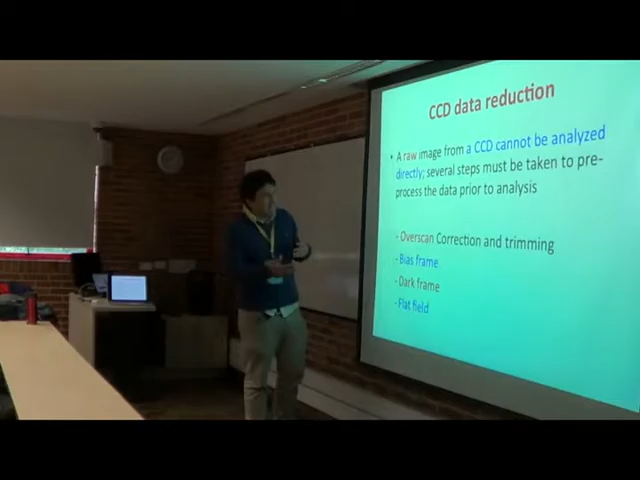 CCD data reduction
• A raw image from a CCD cannot be analyzed
directly; several steps must be taken to pre-
process the data prior to analysis
- Overscan Correction and trimming
- Bias frame
- Dark frame
- Flat field